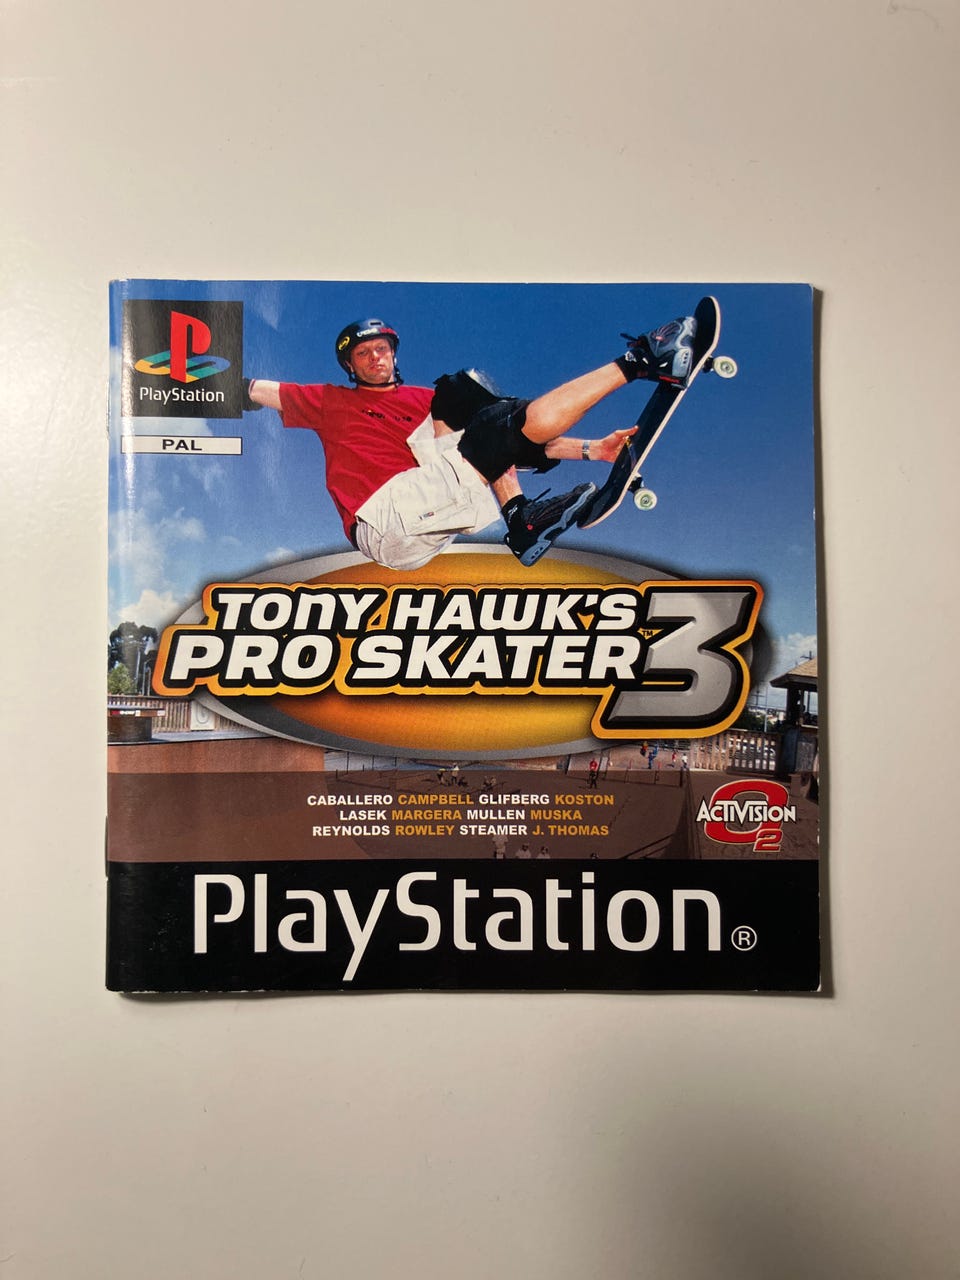 PlayStation
PAL
TONY HAWK'S
PRO SKATER 3
TM
CABALLERO CAMPBELL GLIFBERG KOSTON
LASEK MARGERA MULLEN MUSKA
REYNOLDS ROWLEY STEAMER J. THOMAS
ACTIVISION
O2
PlayStation®